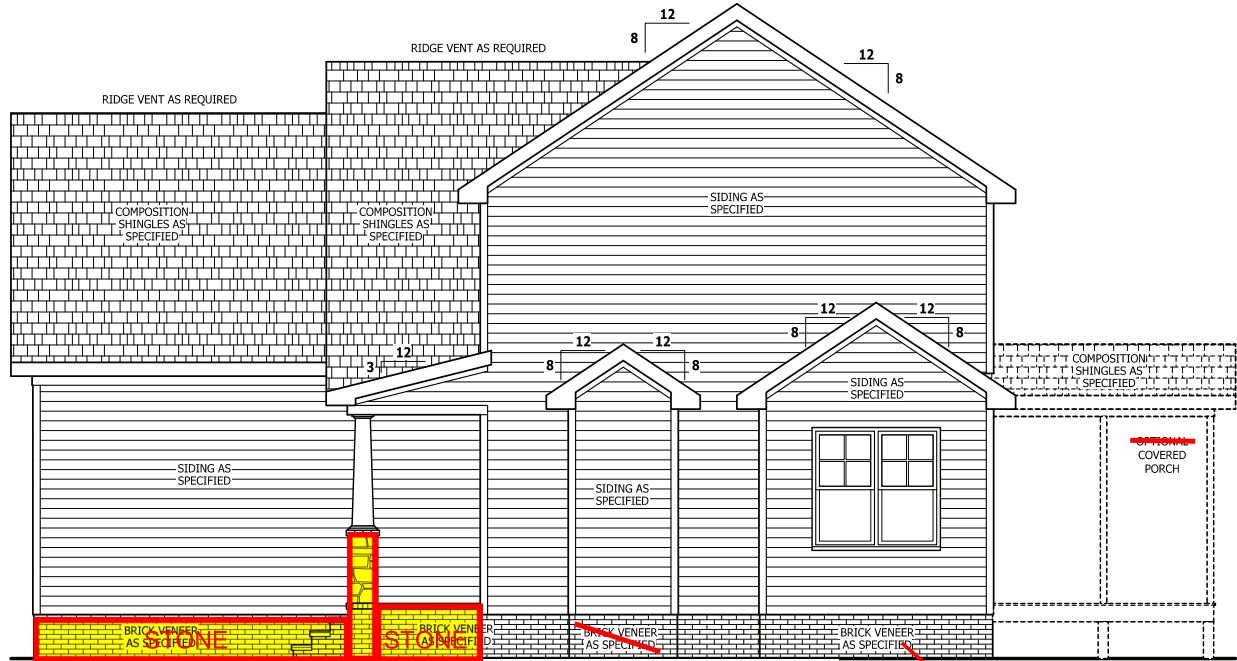 12
8
12
8
RIDGE VENT AS REQUIRED
RIDGE VENT AS REQUIRED
COMPOSITION
SHINGLES AS
SPECIFIED
COMPOSITION
SHINGLES AS
SPECIFIED
SIDING AS
SPECIFIED
12
3
12
8
12
8
12
8
12
8
COMPOSITION
SHINGLES AS
SPECIFIED
SIDING AS
SPECIFIED
OPTIONAL
COVERED
PORCH
SIDING AS
SPECIFIED
SIDING AS
SPECIFIED
BRICK VENEER
AS SPECIFIED
STONE
BRICK VENEER
AS SPECIFIED
STONE
BRICK VENEER
AS SPECIFIED
BRICK VENEER
AS SPECIFIED